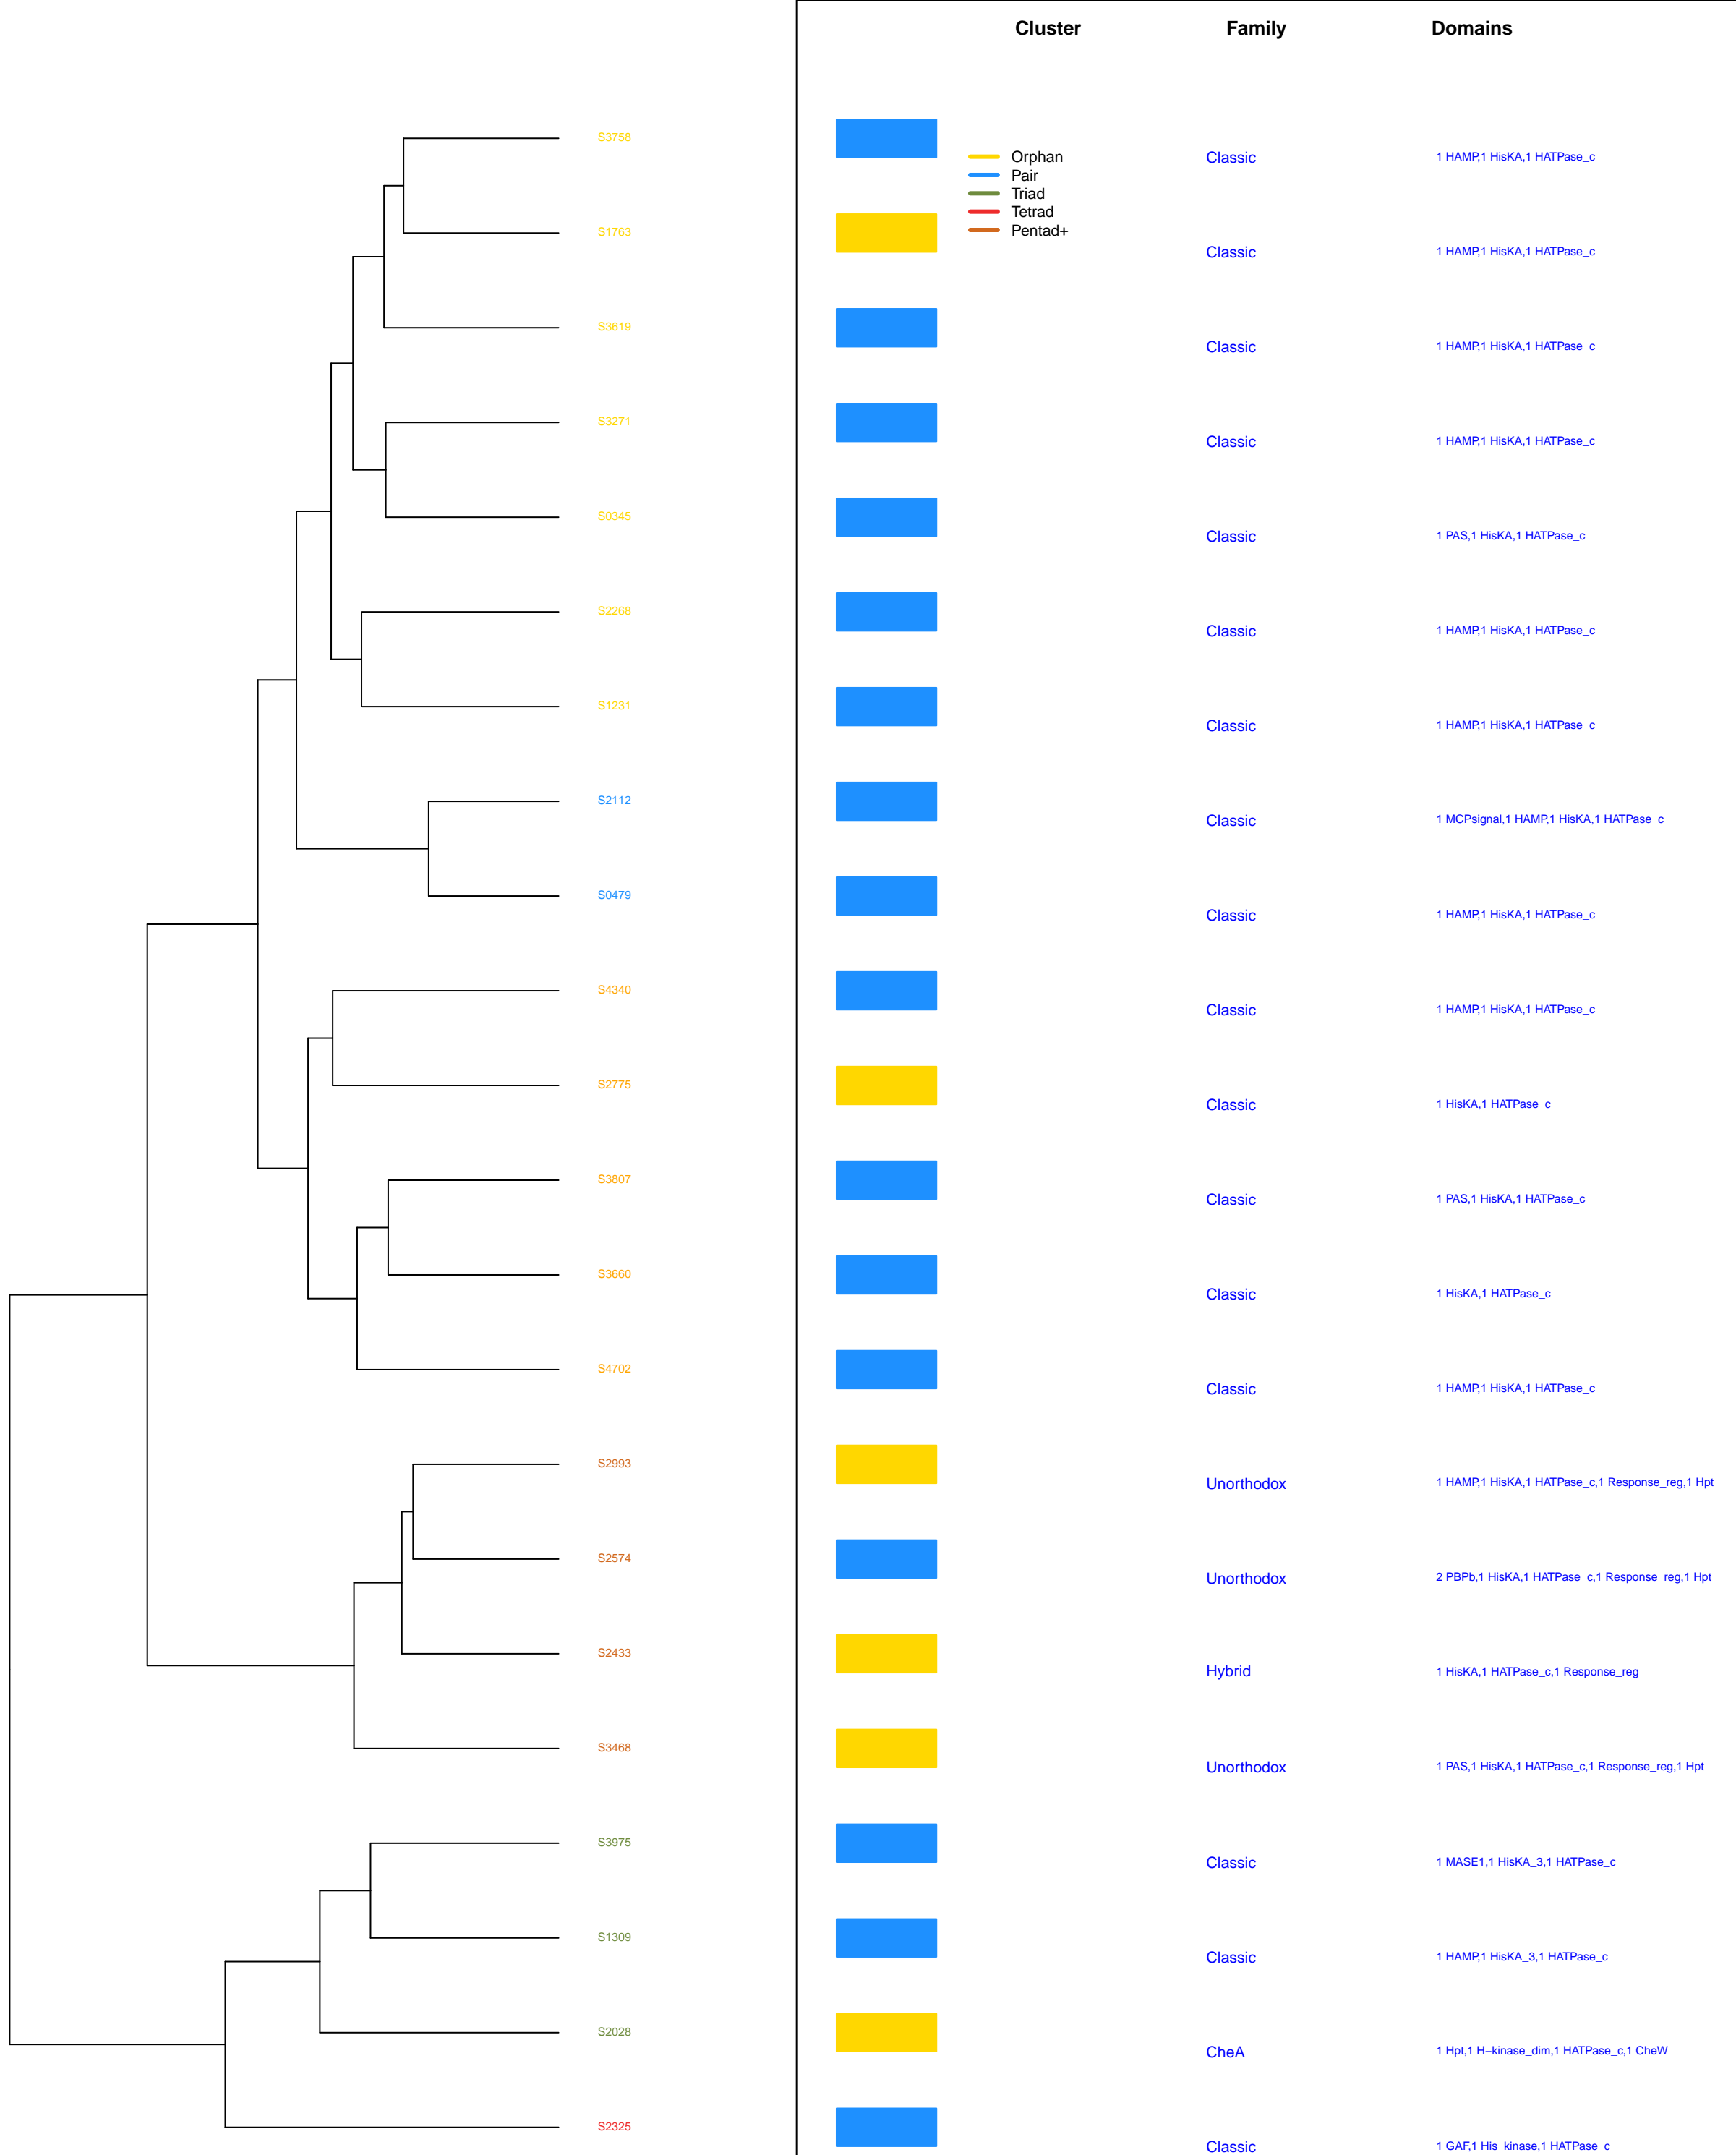 Cluster Family Domains
S3758 Classic 1 HAMP,1 HisKA,1 HATPase_c
Orphan
Pair
Triad
Tetrad
Pentad+
S1763 Classic 1 HAMP,1 HisKA,1 HATPase_c
S3619 Classic 1 HAMP,1 HisKA,1 HATPase_c
S3271 Classic 1 HAMP,1 HisKA,1 HATPase_c
S0345 Classic 1 PAS,1 HisKA,1 HATPase_c
S2268 Classic 1 HAMP,1 HisKA,1 HATPase_c
S1231 Classic 1 HAMP,1 HisKA,1 HATPase_c
S2112 Classic 1 MCPsignal,1 HAMP,1 HisKA,1 HATPase_c
S0479 Classic 1 HAMP,1 HisKA,1 HATPase_c
S4340 Classic 1 HAMP,1 HisKA,1 HATPase_c
S2775 Classic 1 HisKA,1 HATPase_c
S3807 Classic 1 PAS,1 HisKA,1 HATPase_c
S3660 Classic 1 HisKA,1 HATPase_c
S4702 Classic 1 HAMP,1 HisKA,1 HATPase_c
S2993 Unorthodox 1 HAMP,1 HisKA,1 HATPase_c,1 Response_reg,1 Hpt
S2574 Unorthodox 2 PBPb,1 HisKA,1 HATPase_c,1 Response_reg,1 Hpt
S2433 Hybrid 1 HisKA,1 HATPase_c,1 Response_reg
S3468 Unorthodox 1 PAS,1 HisKA,1 HATPase_c,1 Response_reg,1 Hpt
S3975 Classic 1 MASE1,1 HisKA_3,1 HATPase_c
S1309 Classic 1 HAMP,1 HisKA_3,1 HATPase_c
S2028 CheA 1 Hpt,1 H−kinase_dim,1 HATPase_c,1 CheW
S2325 Classic 1 GAF,1 His_kinase,1 HATPase_c